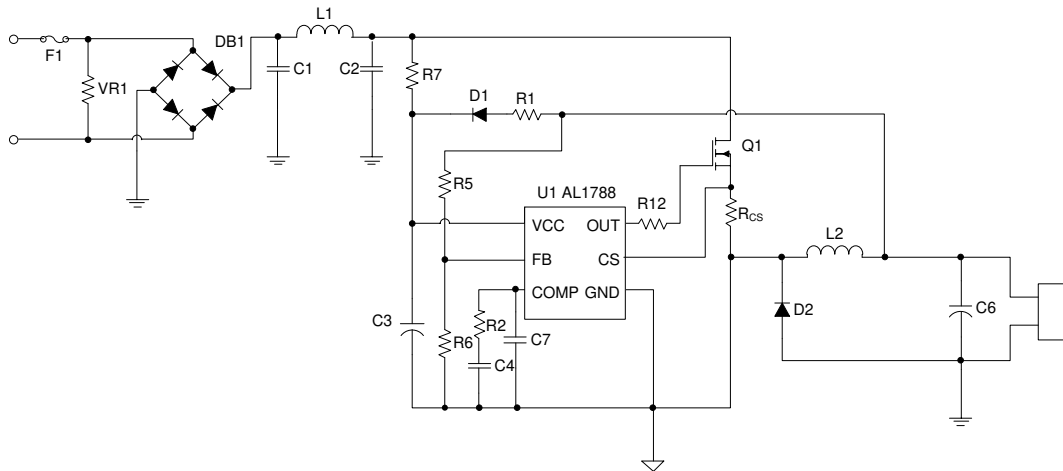 L1
F1
DB1
C1
C2
R7
VR1
D1
R1
Q1
R5
U1 AL1788
R12
RCS
VCC
OUT
L2
FB
CS
COMP
GND
C3
R2
D2
C6
R6
C7
C4